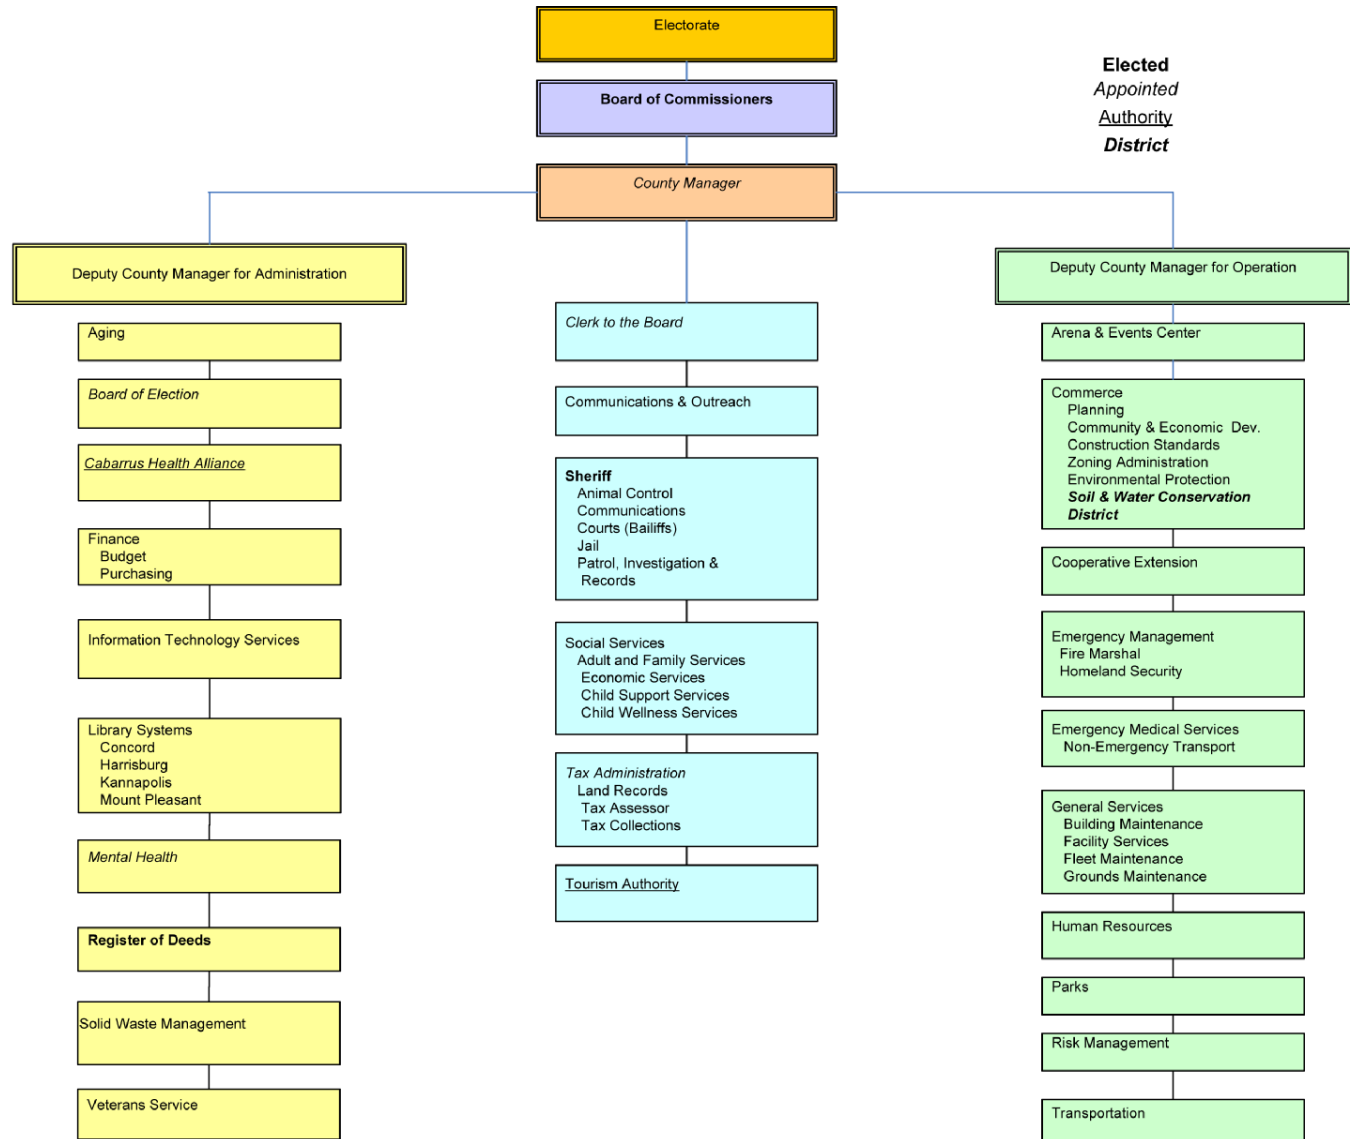 Electorate
Board of Commissioners
County Manager
Elected
Appointed
Authority
District
Deputy County Manager for Administration
Aging
Board of Election
Cabarrus Health Alliance
Finance
Budget
Purchasing
Information Technology Services
Library Systems
Concord
Harrisburg
Kannapolis
Mount Pleasant
Mental Health
Register of Deeds
Solid Waste Management
Veterans Service
Clerk to the Board
Communications & Outreach
Sheriff
Animal Control
Communications
Courts (Bailiffs)
Jail
Patrol, Investigation &
Records
Social Services
Adult and Family Services
Economic Services
Child Support Services
Child Wellness Services
Tax Administration
Land Records
Tax Assessor
Tax Collections
Tourism Authority
Deputy County Manager for Operation
Arena & Events Center
Commerce
Planning
Community & Economic Dev.
Construction Standards
Zoning Administration
Environmental Protection
Soil & Water Conservation
District
Cooperative Extension
Emergency Management
Fire Marshal
Homeland Security
Emergency Medical Services
Non-Emergency Transport
General Services
Building Maintenance
Facility Services
Fleet Maintenance
Grounds Maintenance
Human Resources
Parks
Risk Management
Transportation